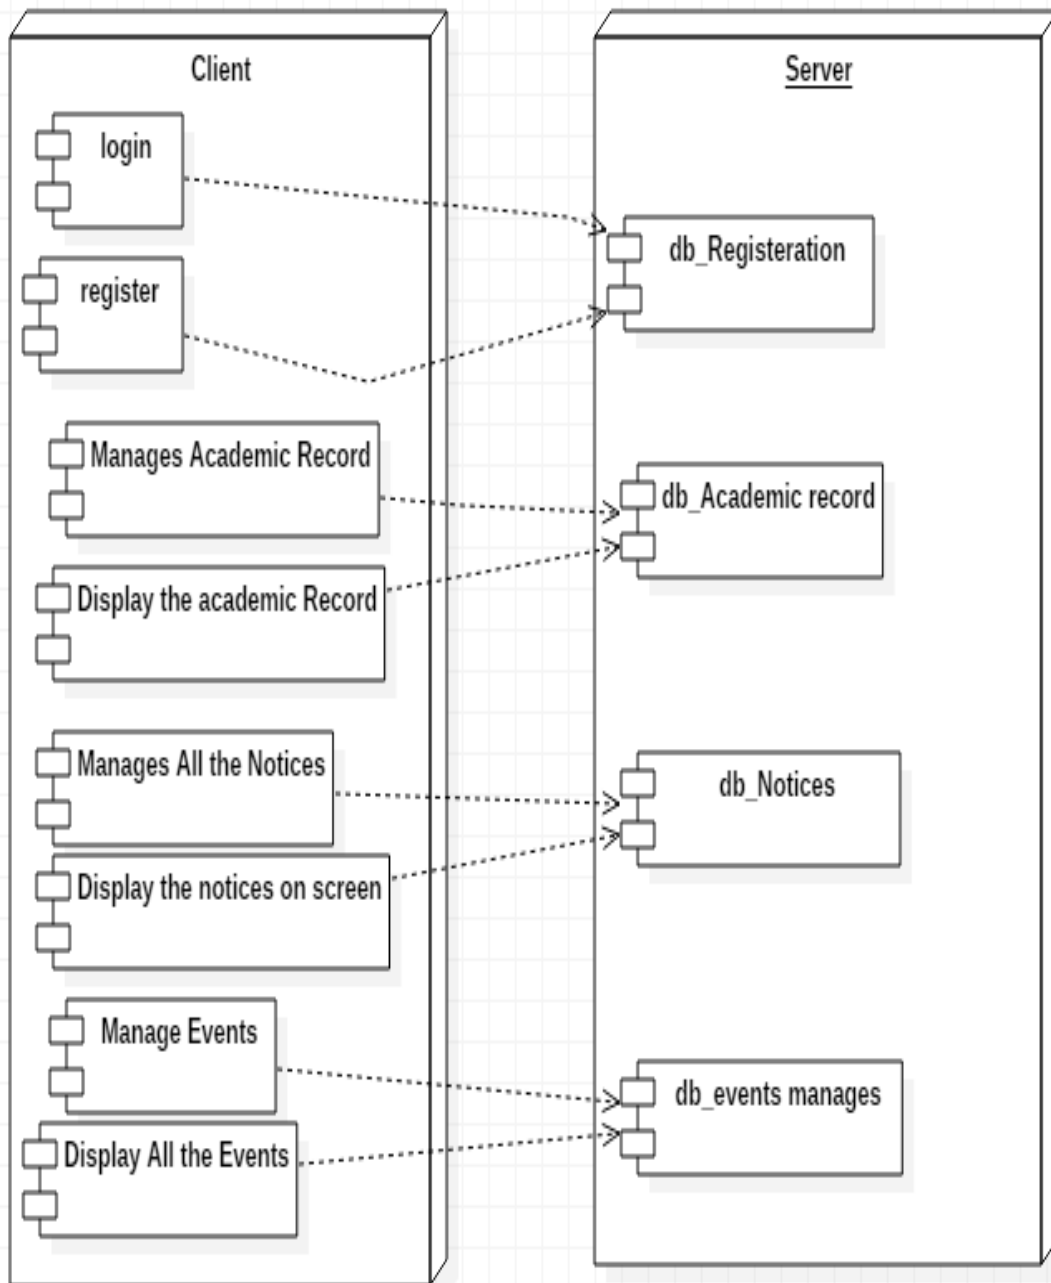 Client
login
register
Manages Academic Record
Display the academic Record
Manages All the Notices
Display the notices on screen
Manage Events
Display All the Events
Server
db_Registeration
db_Academic record
db_Notices
db_events manages